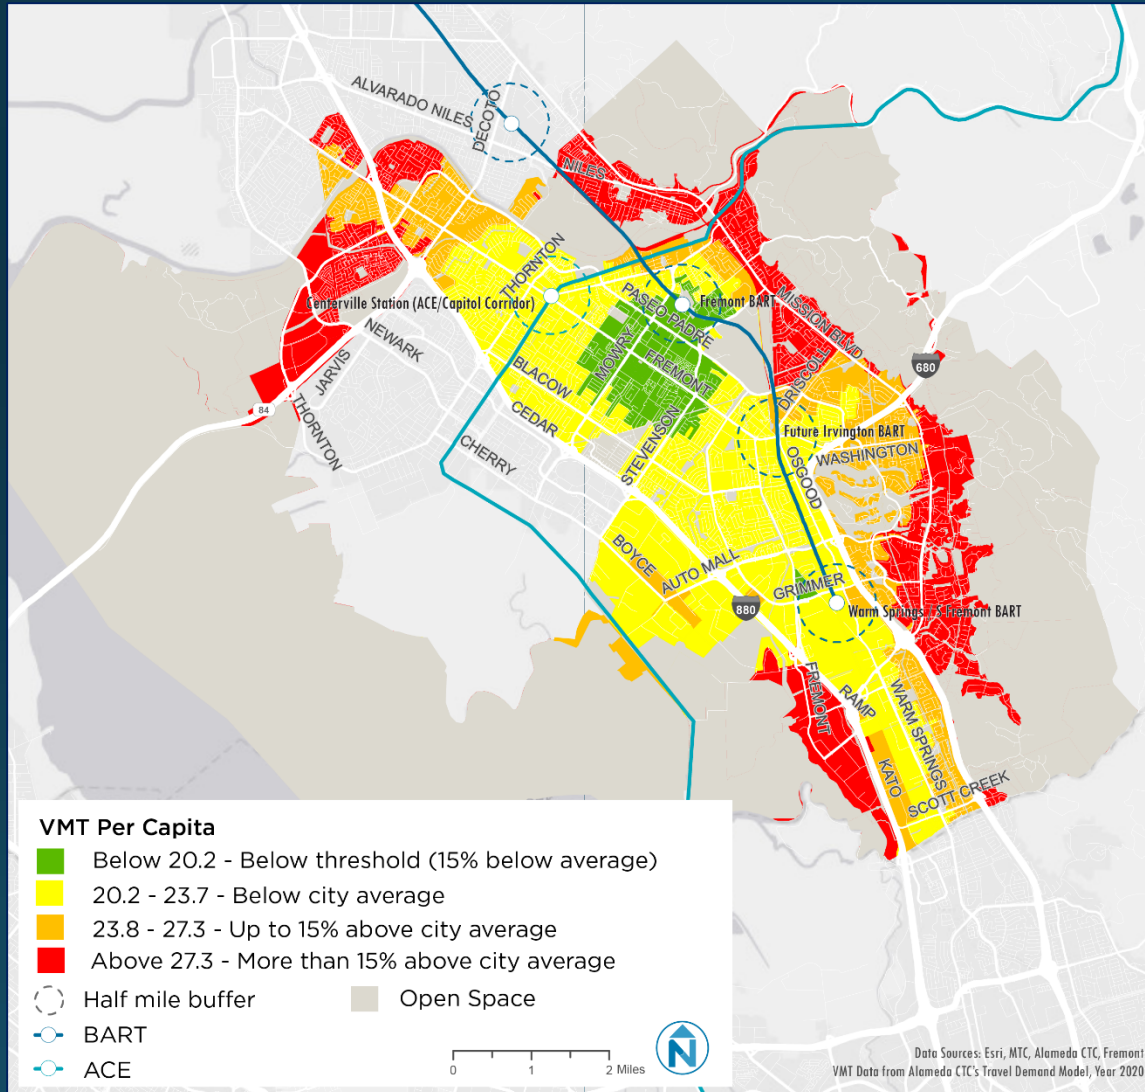 ALVARADO NILES
DECOTO
NILES
THORNTON
Centerville Station (ACE/Capitol Corridor)
Fremont BART
PASEO PADRE
MISSION BLVD
NEWARK
JARVIS
MOWRY
FREMONT
DRISCOLL
680
BLACOW
84
THORNTON
CEDAR
CHERRY
STEVENSON
Future Irvington BART
OSGOOD
WASHINGTON
BOYCE
AUTO MALL
GRIMMER
880
Warm Springs / S Fremont BART
FREMONT
RAMP
WARM SPRINGS
KATO
SCOTT CREEK
VMT Per Capita
Below 20.2 - Below threshold (15% below average)
20.2 - 23.7 - Below city average
23.8 - 27.3 - Up to 15% above city average
Above 27.3 - More than 15% above city average
Half mile buffer
Open Space
BART
ACE
0 1 2 Miles
N
Data Sources: Esri, MTC, Alameda CTC, Fremont
VMT Data from Alameda CTC's Travel Demand Model, Year 2020